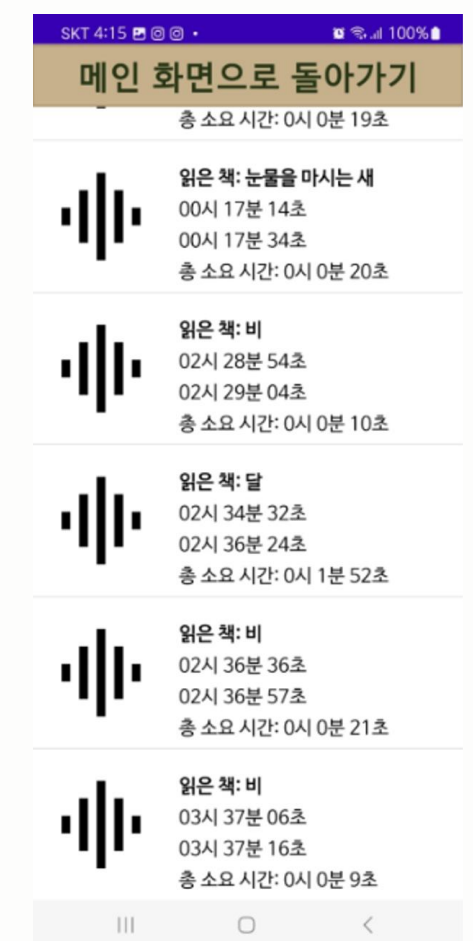 SKT 4:15 100%
메인 화면으로 돌아가기
총 소요 시간: 0시 0분 19초
읽은 책: 눈물을 마시는 새
00시 17분 14초
00시 17분 34초
총 소요 시간: 0시 0분 20초
읽은 책: 비
02시 28분 54초
02시 29분 04초
총 소요 시간: 0시 0분 10초
읽은 책: 달
02시 34분 32초
02시 36분 24초
총 소요 시간: 0시 1분 52초
읽은 책: 비
02시 36분 36초
02시 36분 57초
총 소요 시간: 0시 0분 21초
읽은 책: 비
03시 37분 06초
03시 37분 16초
총 소요 시간: 0시 0분 9초